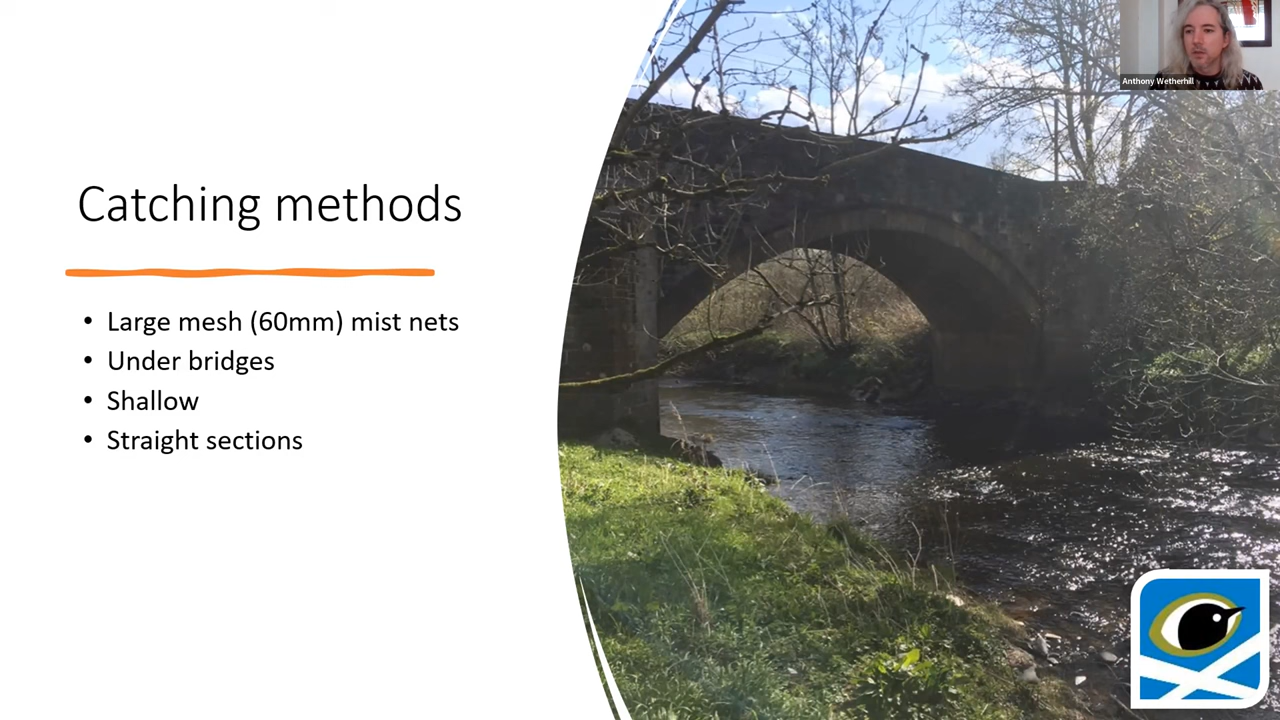 Anthony Wetherhill
Catching methods
• Large mesh (60mm) mist nets
• Under bridges
• Shallow
• Straight sections